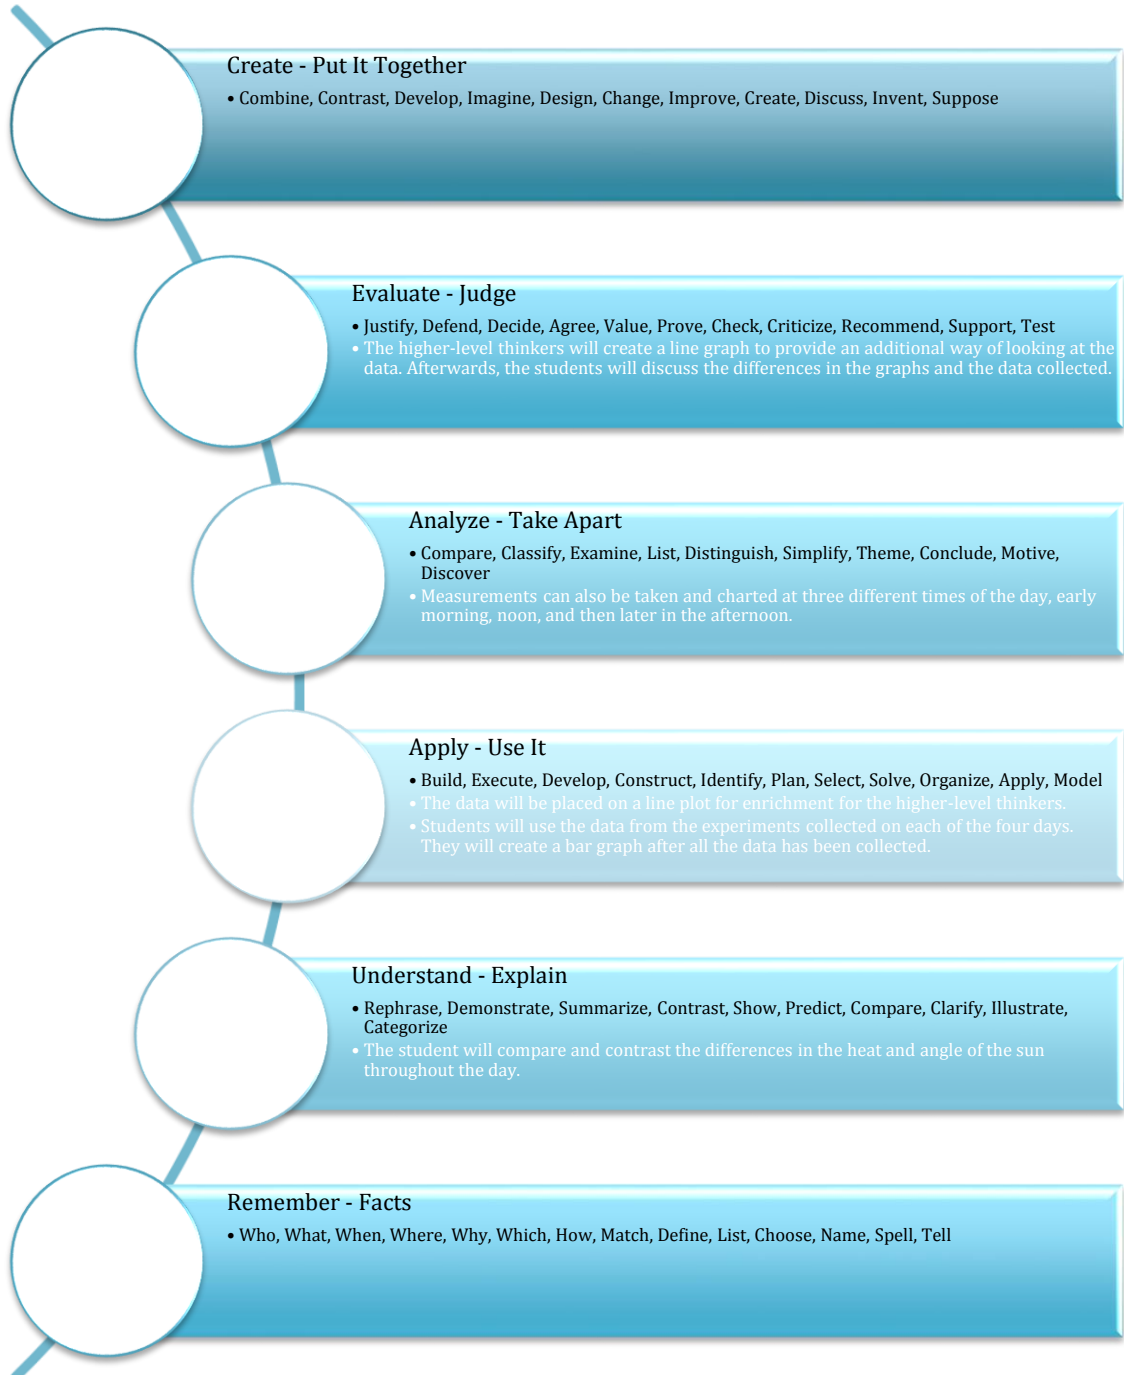 Create - Put It Together
• Combine, Contrast, Develop, Imagine, Design, Change, Improve, Create, Discuss, Invent, Suppose
Evaluate - Judge
• Justify, Defend, Decide, Agree, Value, Prove, Check, Criticize, Recommend, Support, Test
• The higher-level thinkers will create a line graph to provide an additional way of looking at the
data. Afterwards, the students will discuss the differences in the graphs and the data collected.
Analyze - Take Apart
• Compare, Classify, Examine, List, Distinguish, Simplify, Theme, Conclude, Motive,
Discover
• Measurements can also be taken and charted at three different times of the day, early
morning, noon, and then later in the afternoon.
Apply - Use It
• Build, Execute, Develop, Construct, Identify, Plan, Select, Solve, Organize, Apply, Model
• The data will be placed on a line plot for enrichment for the higher-level thinkers.
• Students will use the data from the experiments collected on each of the four days.
They will create a bar graph after all the data has been collected.
Understand - Explain
• Rephrase, Demonstrate, Summarize, Contrast, Show, Predict, Compare, Clarify, Illustrate,
Categorize
• The student will compare and contrast the differences in the heat and angle of the sun
throughout the day.
Remember - Facts
• Who, What, When, Where, Why, Which, How, Match, Define, List, Choose, Name, Spell, Tell